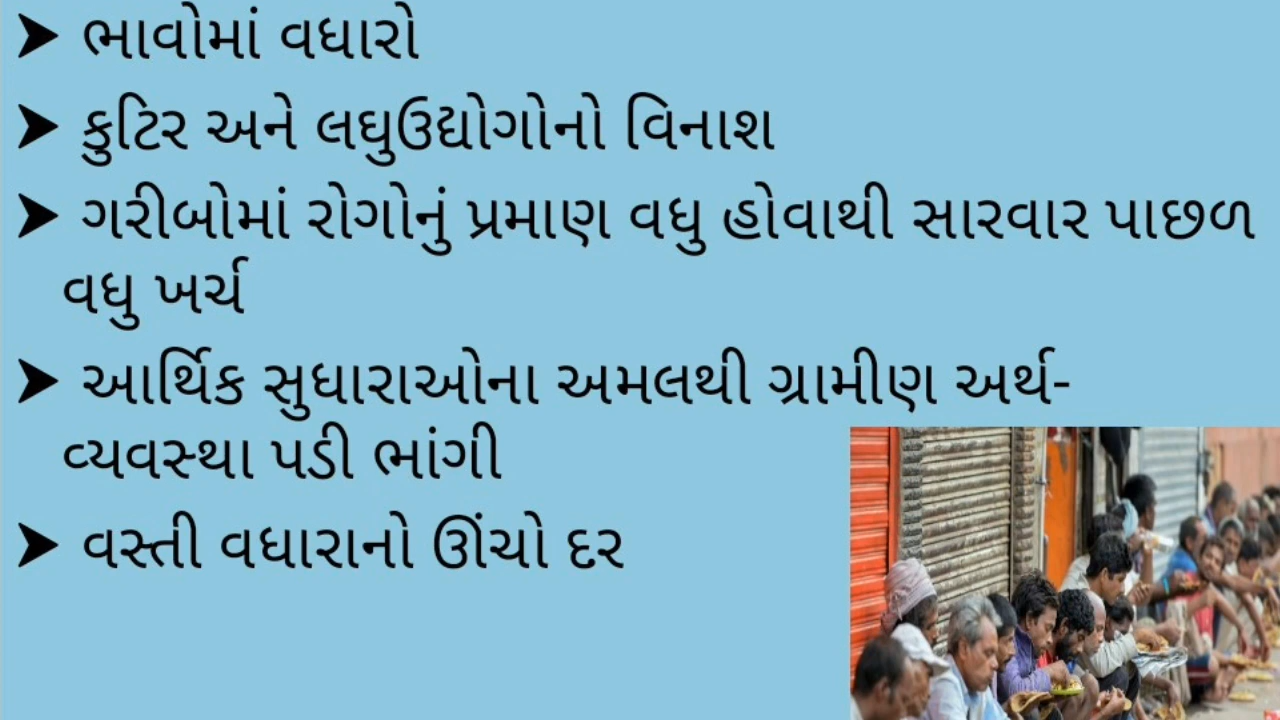 ➤ ભાવોમાં વધારો
➤ કુટિર અને લઘુઉદ્યોગોનો વિનાશ
➤ ગરીબોમાં રોગોનું પ્રમાણ વધુ હોવાથી સારવાર પાછળ
વધુ ખર્ચ
➤ આર્થિક સુધારાઓના અમલથી ગ્રામીણ અર્થ-
વ્યવસ્થા પડી ભાંગી
➤ વસ્તી વધારાનો ઊંચો દર